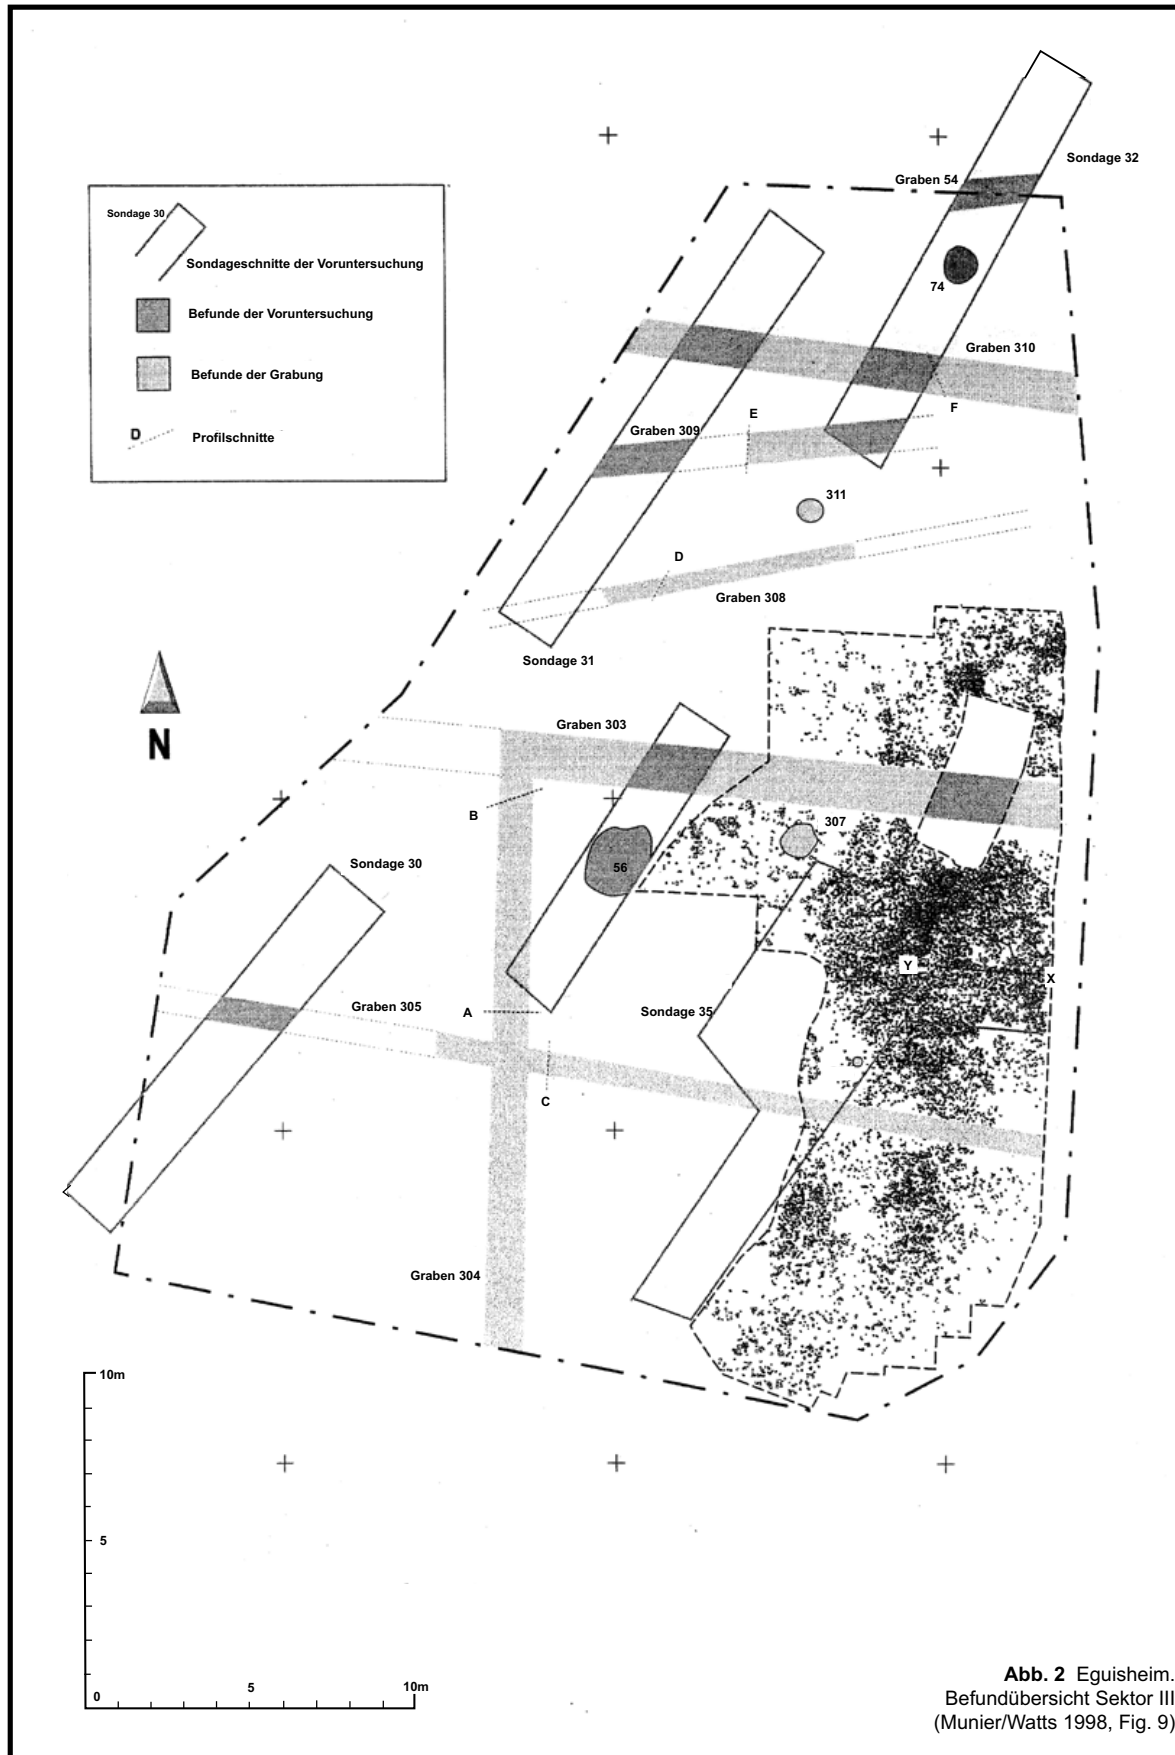 Sondage 32
Graben 54
Sondage 30
Sondageschnitte der Voruntersuchung
74
Befunde der Voruntersuchung
Graben 310
Befunde der Grabung
F
E
D
Profilschnitte
Graben 309
311
D
Graben 308
Sondage 31
N
Graben 303
B
307
Sondage 30
56
Y
X
Graben 305
A
Sondage 35
C
Graben 304
10m
5
0
5
10m
Abb. 2 Eguisheim.
Befundübersicht Sektor III
(Munier/Watts 1998, Fig. 9)